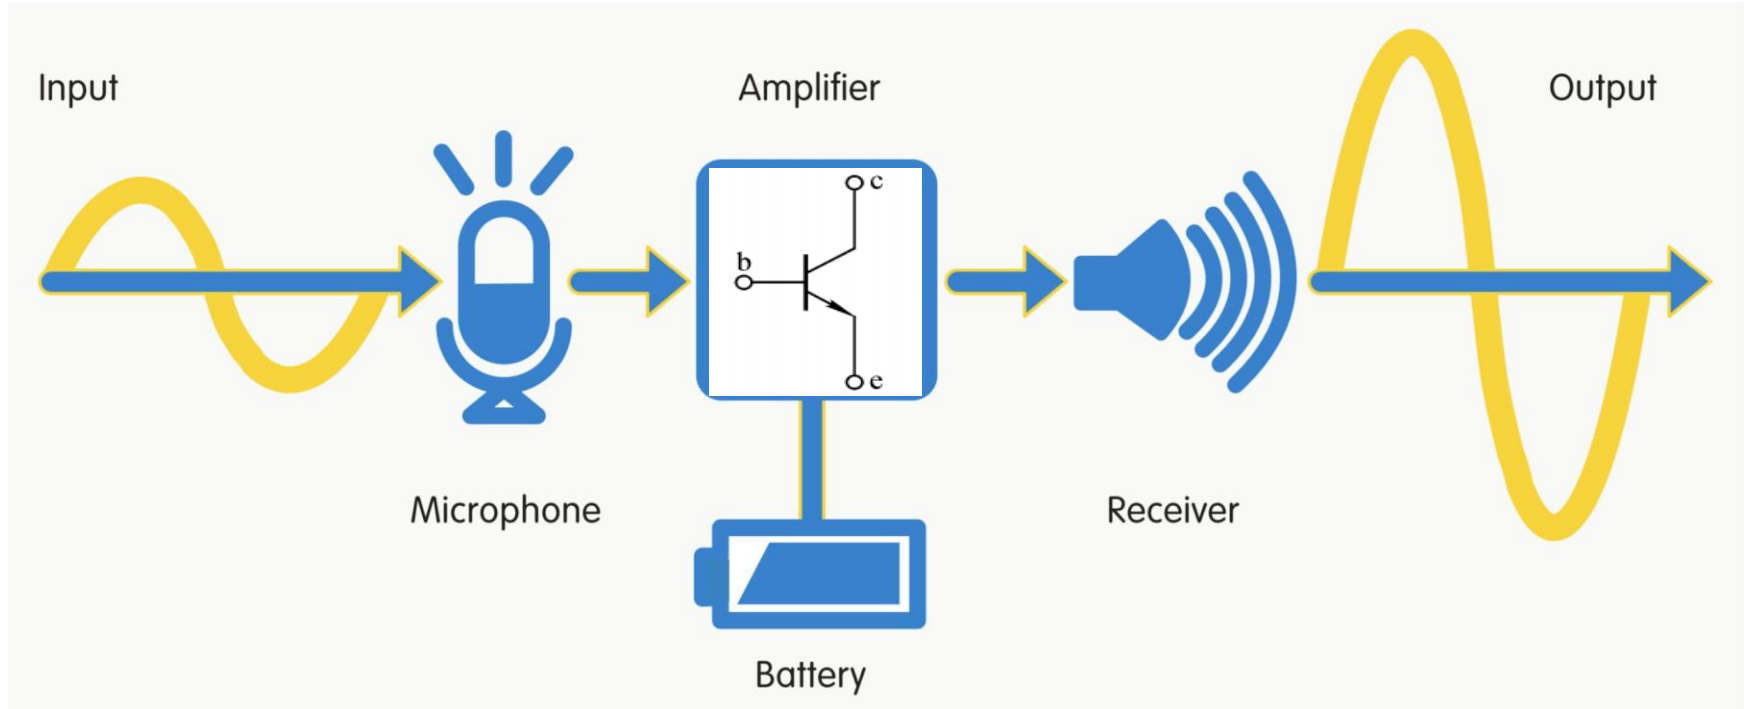 Input
Amplifier
Output
c
b
e
Microphone
Receiver
Battery